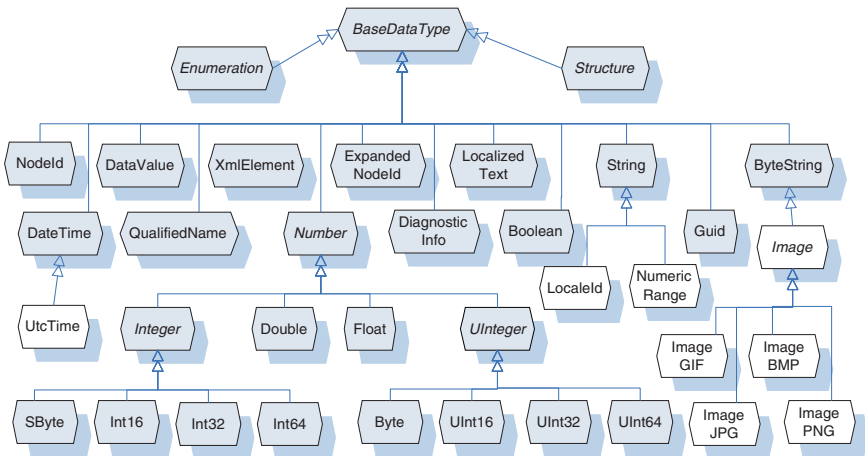 BaseDataType
Enumeration
Structure
NodeId
DataValue
XmlElement
Expanded
NodeId
Localized
Text
String
ByteString
DateTime
QualifiedName
Number
Diagnostic
Info
Boolean
Guid
Image
LocaleId
Numeric
Range
UtcTime
Integer
Double
Float
UInteger
Image
GIF
Image
BMP
SByte
Int16
Int32
Int64
Byte
UInt16
UInt32
UInt64
Image
JPG
Image
PNG